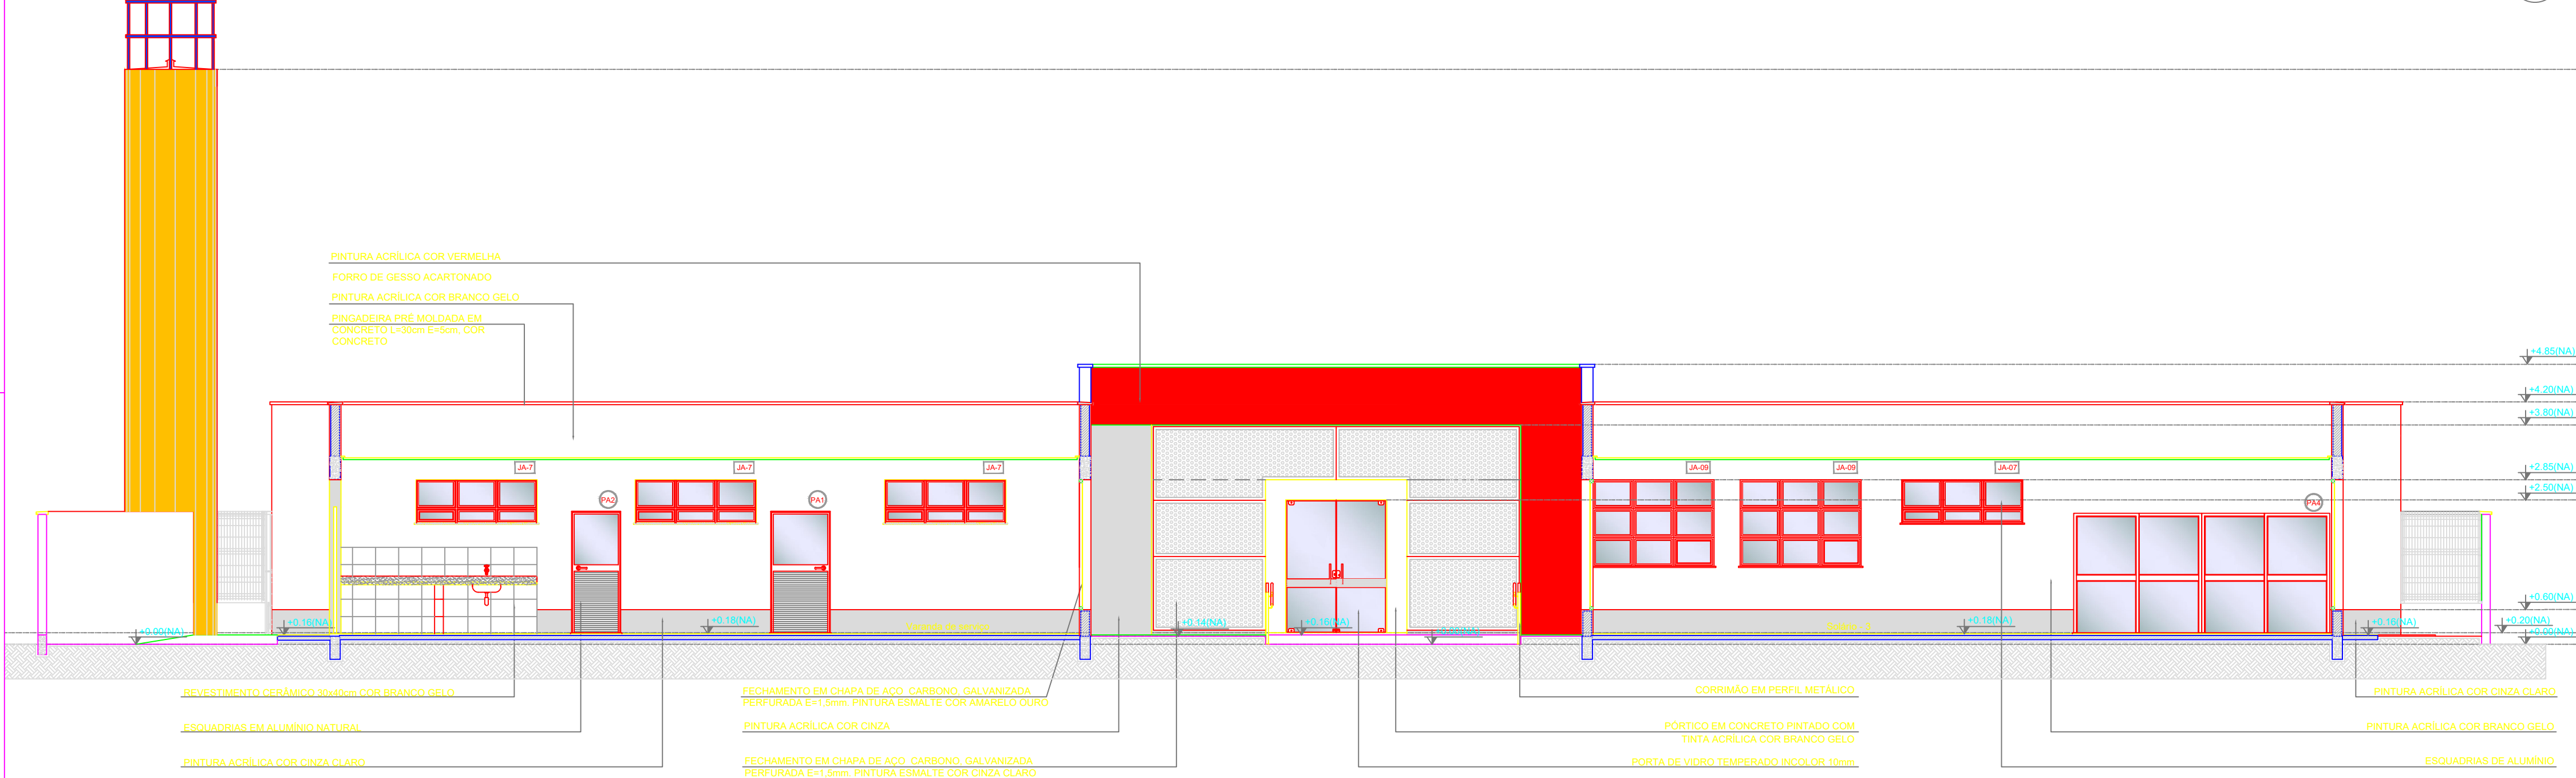 PINTURA ACRÍLICA COR VERMELHA
FORRO DE GESSO ACARTONADO
PINTURA ACRÍLICA COR BRANCO GELO
PINGADEIRA PRÉ MOLDADA EM
CONCRETO L=30cm E=5cm, COR
CONCRETO
+4.85(NA)
+4.20(NA)
+3.80(NA)
JA-7
JA-7
JA-7
JA-09
JA-09
JA-07
+2.85(NA)
+2.50(NA)
PA2
PA1
PA4
+0.60(NA)
+0.00(NA)
+0.16(NA)
+0.18(NA)
+0.14(NA)
+0.16(NA)
+0.18(NA)
+0.16(NA)
+0.20(NA)
+0.00(NA)
REVESTIMENTO CERÂMICO 30x40cm COR BRANCO GELO
FECHAMENTO EM CHAPA DE AÇO CARBONO, GALVANIZADA
PERFURADA E=1,5mm. PINTURA ESMALTE COR AMARELO OURO
CORRIMÃO EM PERFIL METÁLICO
PINTURA ACRÍLICA COR CINZA CLARO
ESQUADRIAS EM ALUMÍNIO NATURAL
PINTURA ACRÍLICA COR CINZA
PÓRTICO EM CONCRETO PINTADO COM
TINTA ACRÍLICA COR BRANCO GELO
PINTURA ACRÍLICA COR BRANCO GELO
PINTURA ACRÍLICA COR CINZA CLARO
FECHAMENTO EM CHAPA DE AÇO CARBONO, GALVANIZADA
PERFURADA E=1,5mm. PINTURA ESMALTE COR CINZA CLARO
PORTA DE VIDRO TEMPERADO INCOLOR 10mm
ESQUADRIAS DE ALUMÍNIO